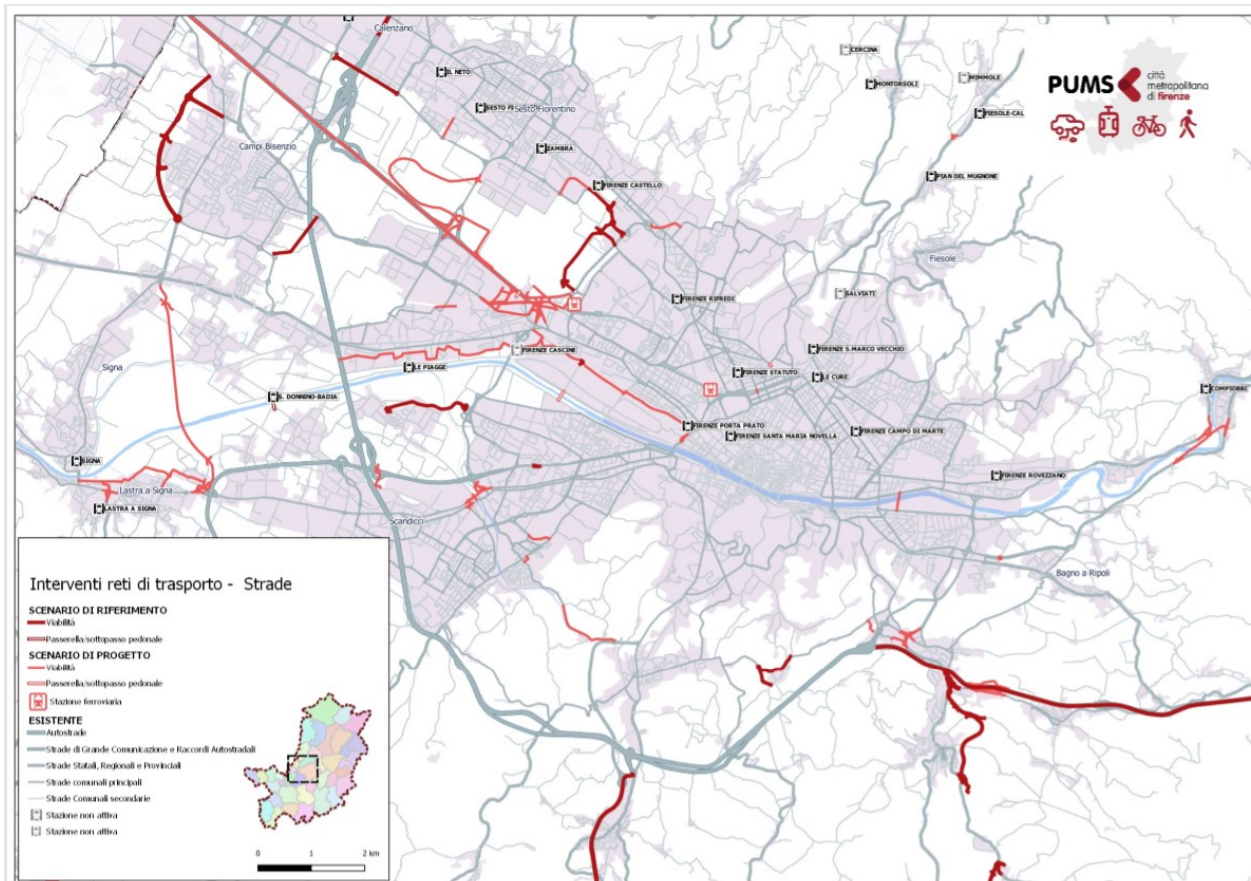 Calenzano
CERCINA
IL NETO
MIMMOLE
MONTORSOLI
PUMS
città
metropolitana
di firenze
SESTO FI
Sesto Fiorentino
FIESOLE-CAL
Campi Bisenzio
ZAMBRA
PIAN DEL MUGNONE
FIRENZE CASTELLO
Fiesole
SALVIATI
FIRENZE RIFREDI
FIRENZE CASCINE
FIRENZE S.MARCO VECCHIO
Signa
LE PIAGGE
FIRENZE STATUTO
LE CURE
COMPIOBBI
S. DONNINO-BADIA
FIRENZE PORTA PRATO
FIRENZE SANTA MARIA NOVELLA
FIRENZE CAMPO DI MARTE
SIGNA
FIRENZE ROVEZZANO
Lastra a Signa
LASTRA A SIGNA
Scandicci
Bagno a Ripoli
Interventi reti di trasporto - Strade
SCENARIO DI RIFERIMENTO
Viabilità
Passerella/sottopasso pedonale
SCENARIO DI PROGETTO
Viabilità
Passerella/sottopasso pedonale
Stazione ferroviaria
ESISTENTE
Autostrade
Strade di Grande Comunicazione e Raccordi Autostradali
Strade Statali, Regionali e Provinciali
Strade comunali principali
Strade Comunali secondarie
Stazione non attiva
Stazione non attiva
0 1 2 km